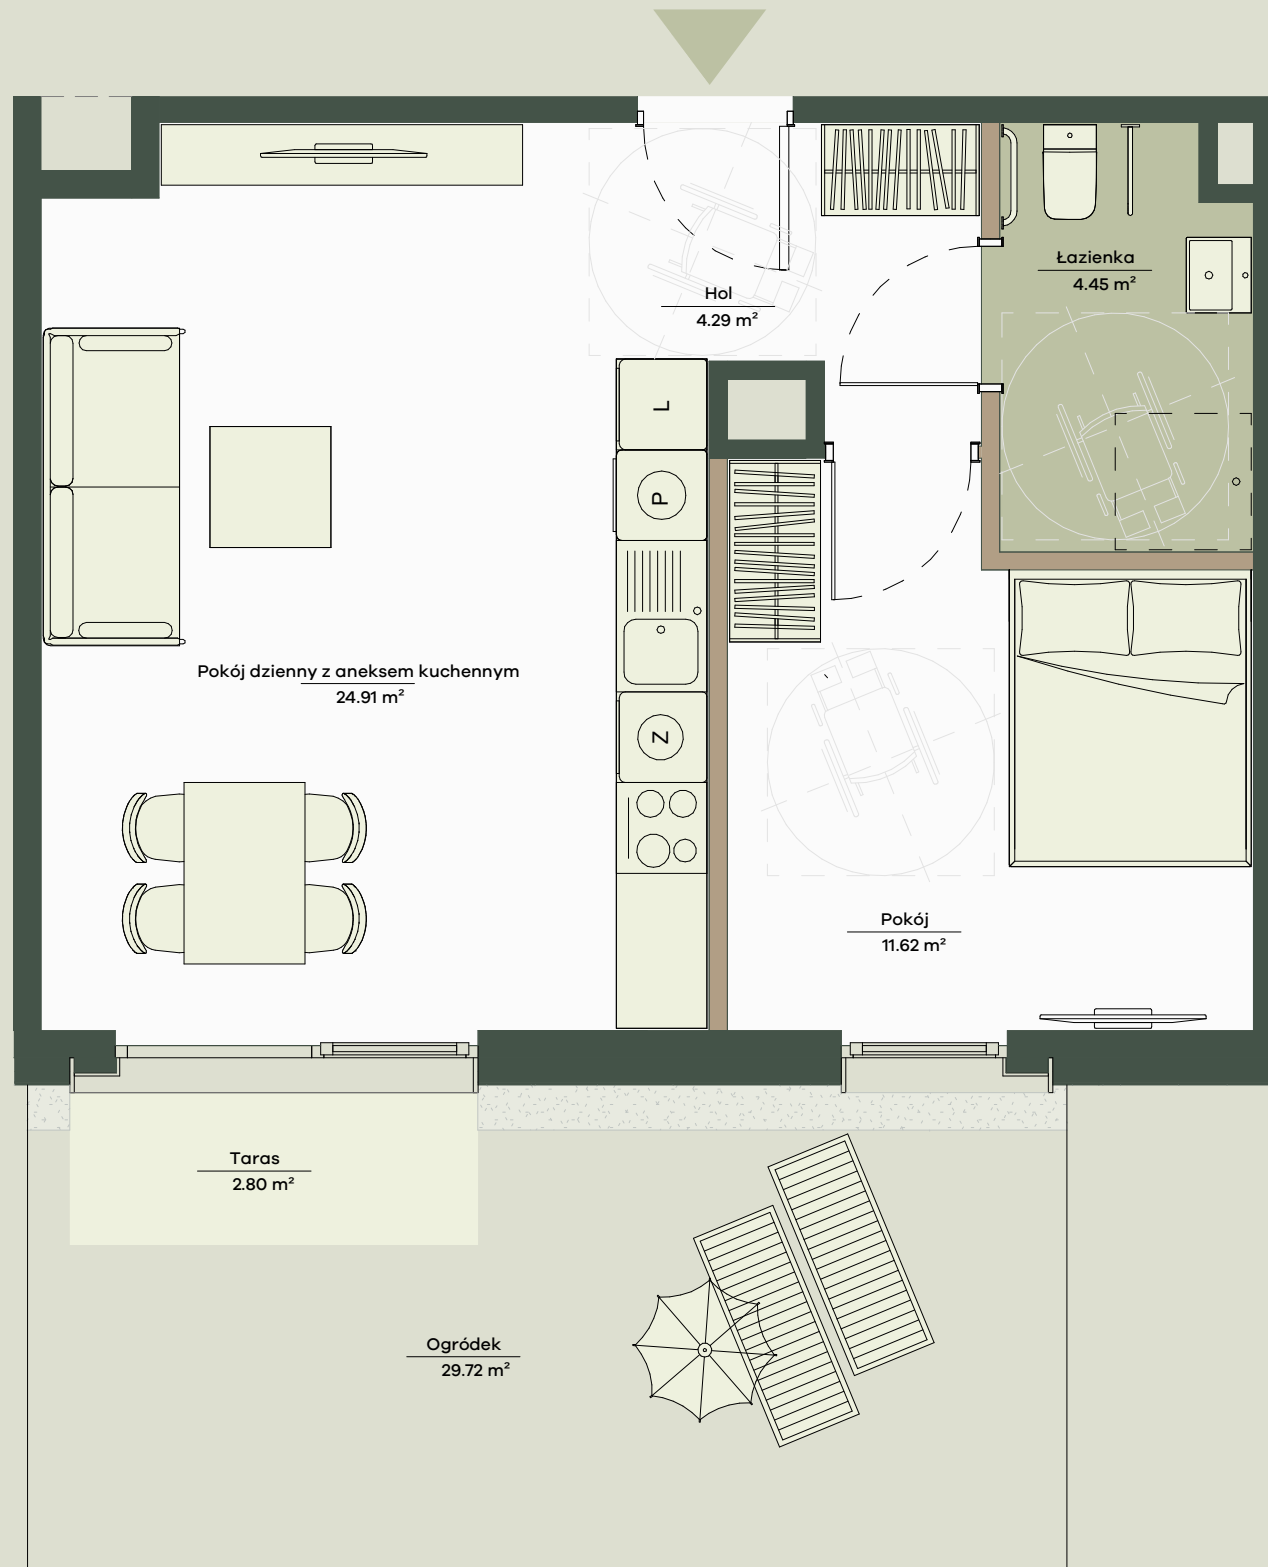 Łazienka
4.45 m²
Hol
4.29 m²
L
P
Pokój dzienny z aneksem kuchennym
24.91 m²
Z
Pokój
11.62 m²
Taras
2.80 m²
Ogródek
29.72 m²